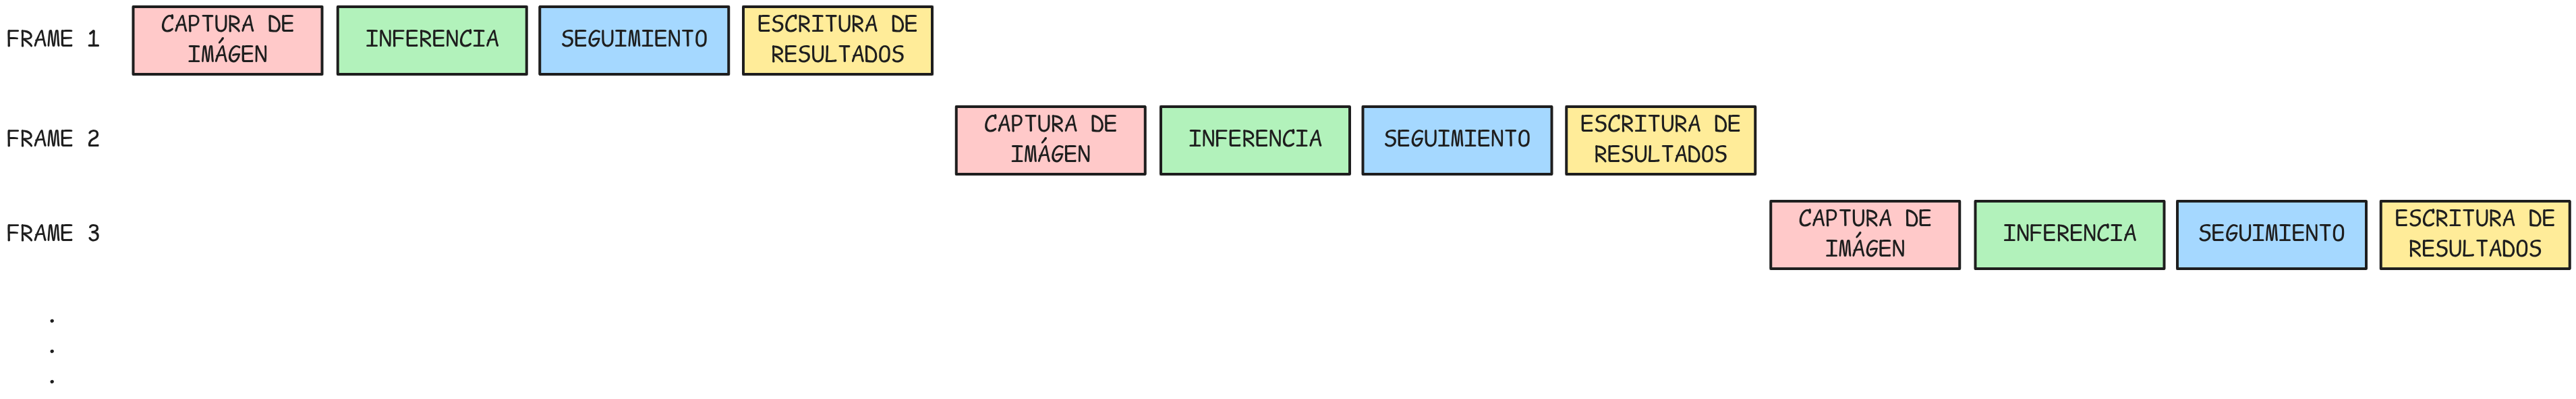 FRAME 1
CAPTURA DE
IMÁGEN
INFERENCIA
SEGUIMIENTO
ESCRITURA DE
RESULTADOS
FRAME 2
CAPTURA DE
IMÁGEN
INFERENCIA
SEGUIMIENTO
ESCRITURA DE
RESULTADOS
FRAME 3
CAPTURA DE
IMÁGEN
INFERENCIA
SEGUIMIENTO
ESCRITURA DE
RESULTADOS
.
.
.